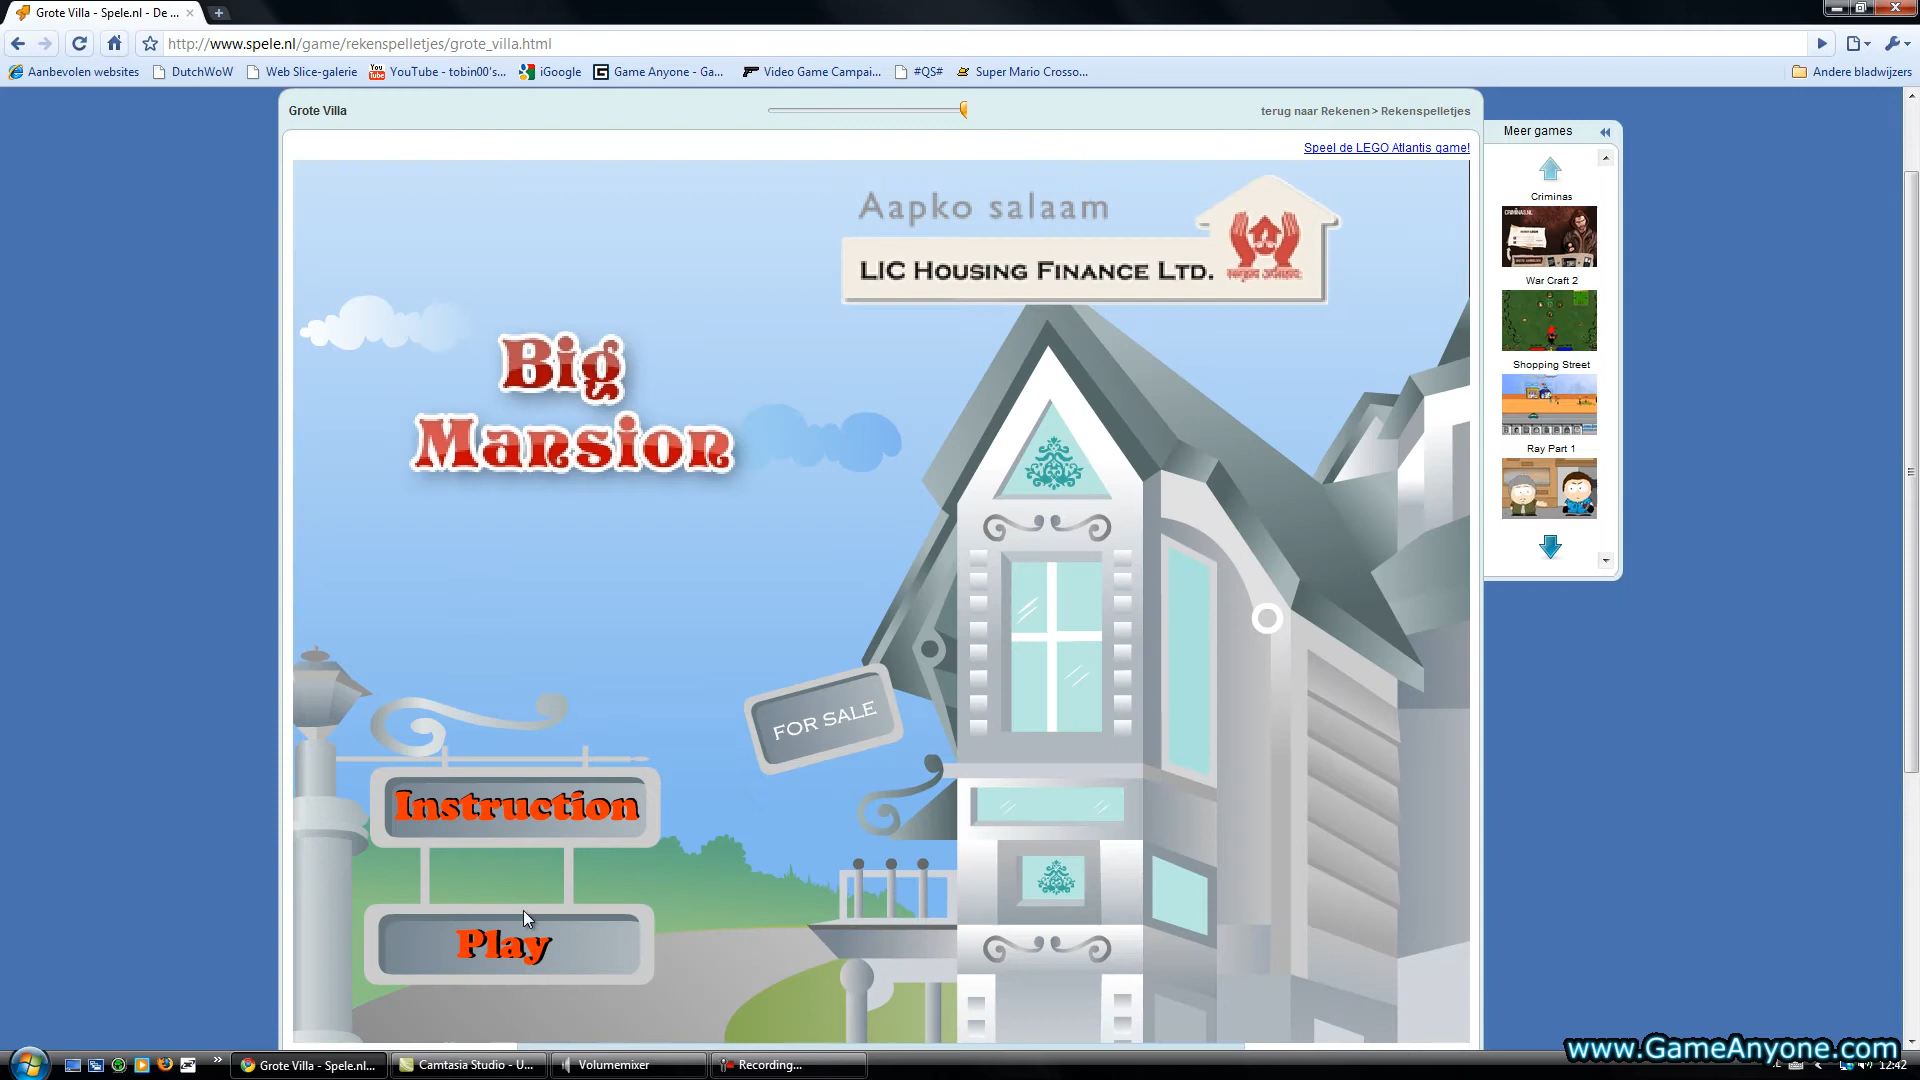 Grote Villa - Spele.nl - De ...
http://www.spele.nl/game/rekenspelletjes/grote_villa.html
Aanbevolen websites DutchWoW Web Slice-galerie YouTube - tobin00's... iGoogle Game Anyone - Ga... Video Game Campai... #QS# Super Mario Crosso... Andere bladwijzers
Grote Villa
terug naar Rekenen > Rekenspelletjes
Speel de LEGO Atlantis game!
Meer games
Criminas
War Craft 2
Shopping Street
Ray Part 1
Aapko salaam
LIC Housing Finance Ltd.
Big
Mansion
FOR SALE
Instruction
Play
www.GameAnyone.com
Grote Villa - Spele.nl... Camtasia Studio - U... Volumemixer Recording... 12:42